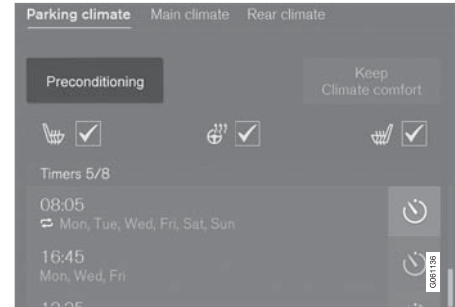 Parking climate Main climate Rear climate
Preconditioning
Keep
Climate comfort
Timers 5/8
08:05
Mon, Tue, Wed, Fri, Sat, Sun
16:45
Mon, Wed, Fri
G061136